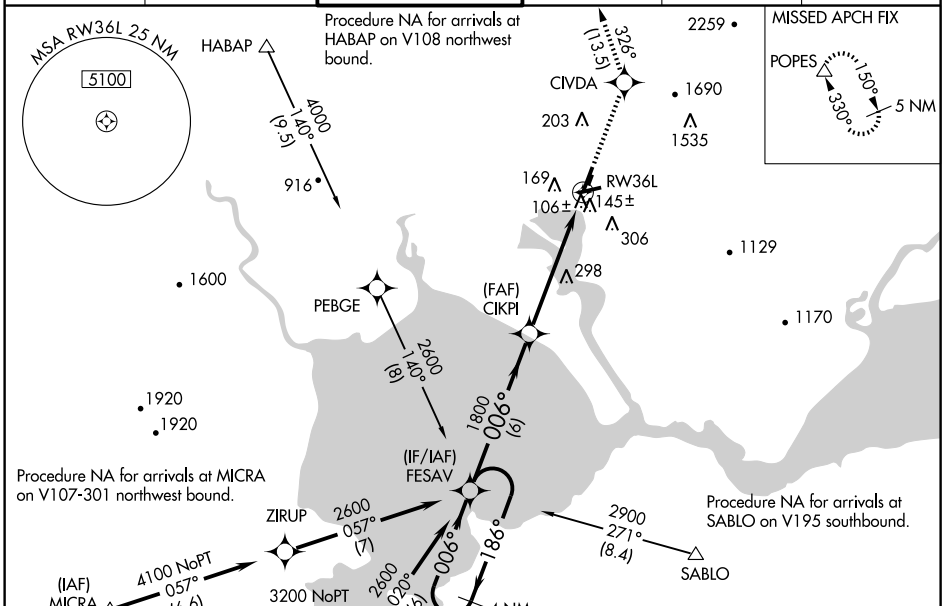 MSA RW36L 25 NM
5100
HABAP
Procedure NA for arrivals at
HABAP on V108 northwest
bound.
4000
140°
(9.5)
326°
(13.5)
CIVDA
2259
1690
203
1535
MISSED APCH FIX
POPES
150°
330°
5 NM
916
169
RW36L
106±
145±
306
1129
298
1600
PEBGE
(FAF)
CIKPI
1170
2600
140°
(8)
1800
006°
(6)
1920
1920
(IF/IAF)
FESAV
Procedure NA for arrivals at MICRA
on V107-301 northwest bound.
Procedure NA for arrivals at
SABLO on V195 southbound.
ZIRUP
2600
057°
(7)
2900
271°
(8.4)
SABLO
006°
186°
4100 NoPT
057°
(6.6)
(IAF)
MICRA
3200 NoPT
2600
020°
4 NM